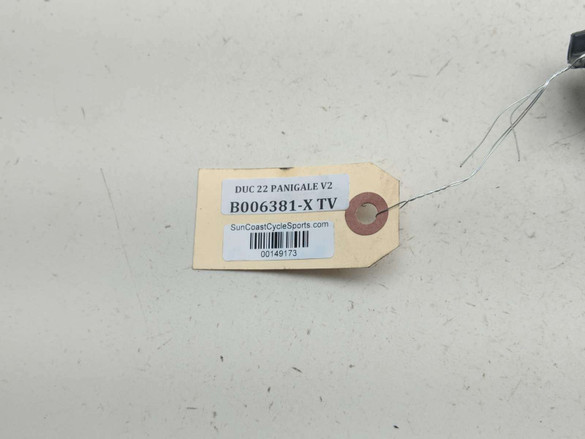 DUC 22 PANIGALE V2
B006381-X TV
SunCoastCycleSports.com
00149173